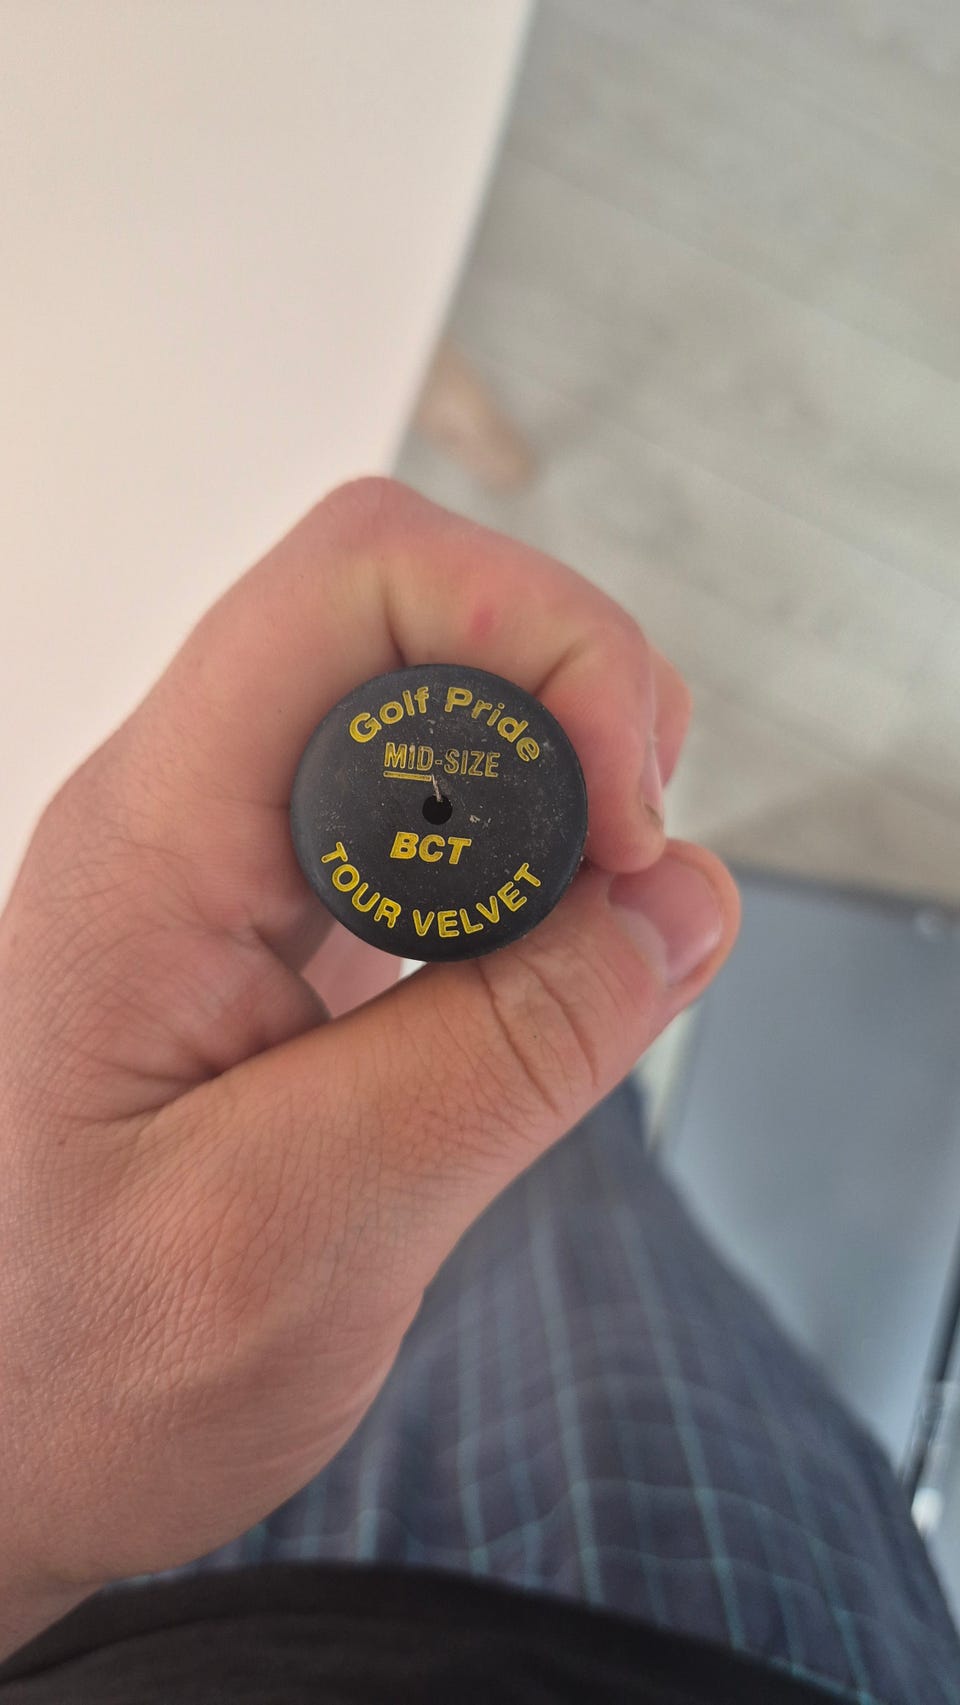 Golf Pride
MID-SIZE
BCT
TOUR VELVET